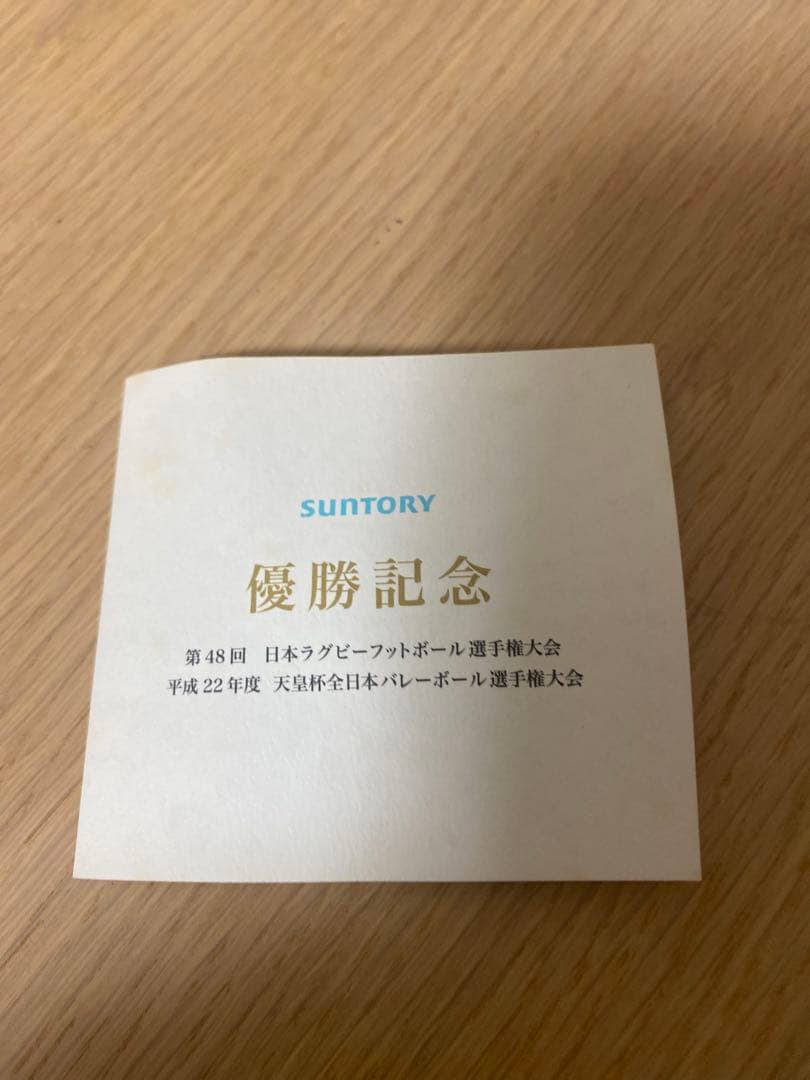 SUNTORY
優勝記念
第48回 日本ラグビーフットボール選手権大会
平成22年度 天皇杯全日本バレーボール選手権大会